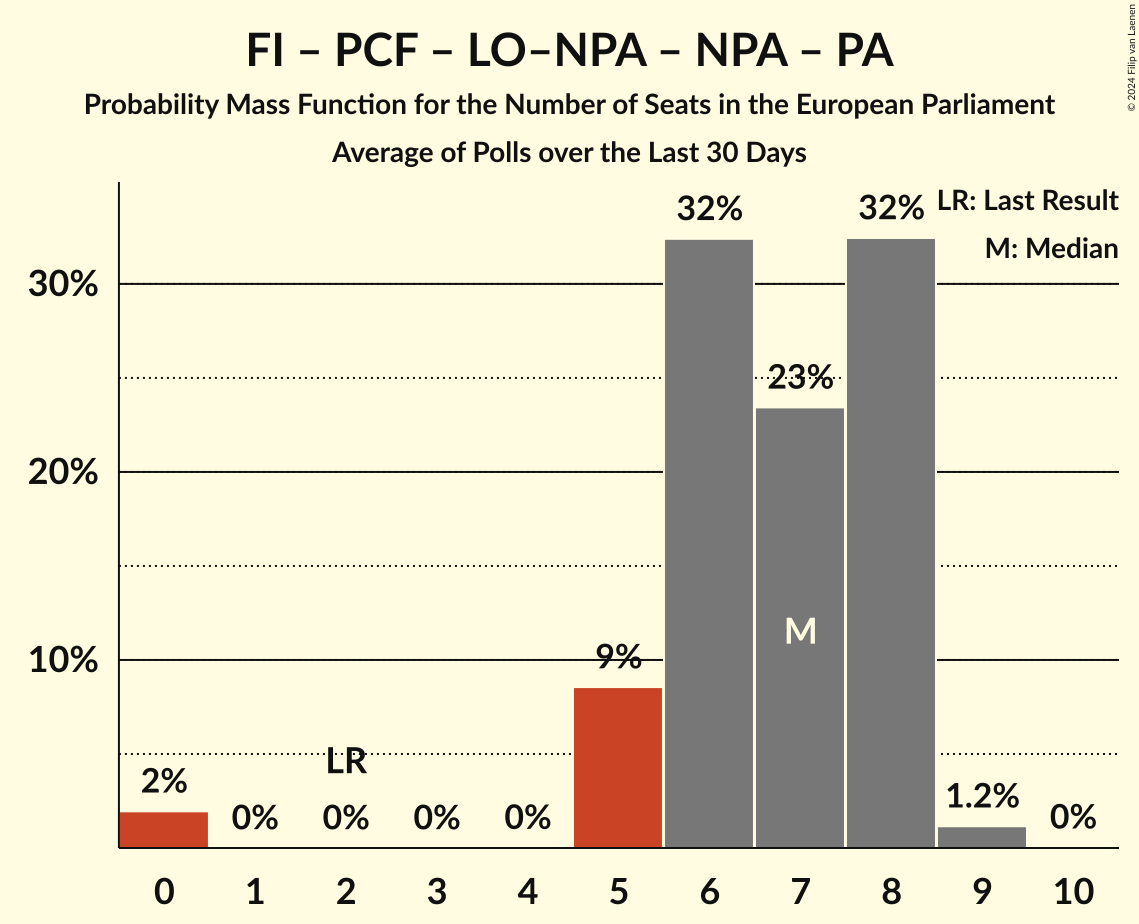 FI – PCF – LO–NPA – NPA – PA
Probability Mass Function for the Number of Seats in the European Parliament
Average of Polls over the Last 30 Days
© 2024 Filip van Laenen
LR: Last Result
M: Median
30%
20%
10%
2%
0%
LR
0%
0%
0%
9%
32%
23%
M
32%
1.2%
0%
0 1 2 3 4 5 6 7 8 9 10